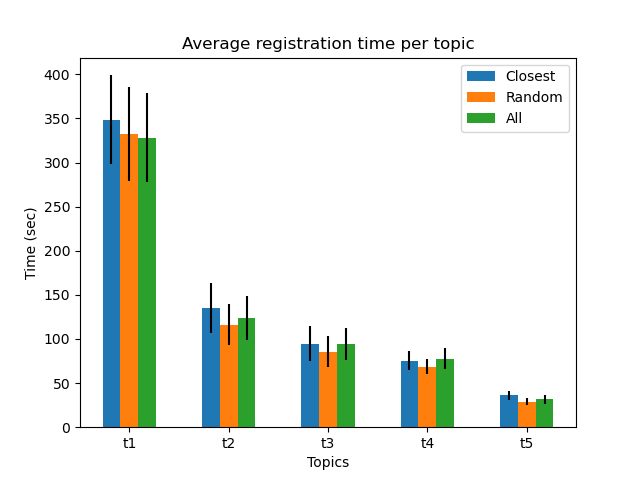 Average registration time per topic
Closest
Random
All
Time (sec)
400
350
300
250
200
150
100
50
0
t1 t2 t3 t4 t5
Topics